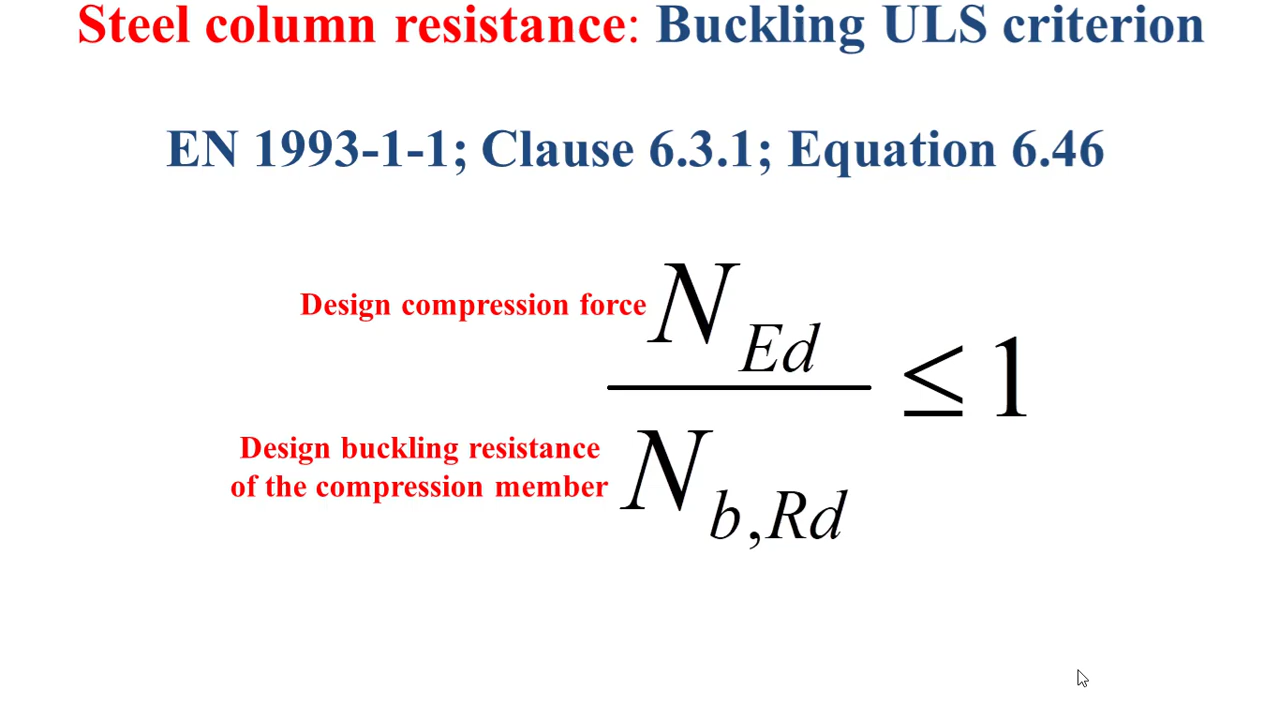 Steel column resistance: Buckling ULS criterion
EN 1993-1-1; Clause 6.3.1; Equation 6.46
Design compression force N_Ed
≤ 1
Design buckling resistance
of the compression member N_b,Rd